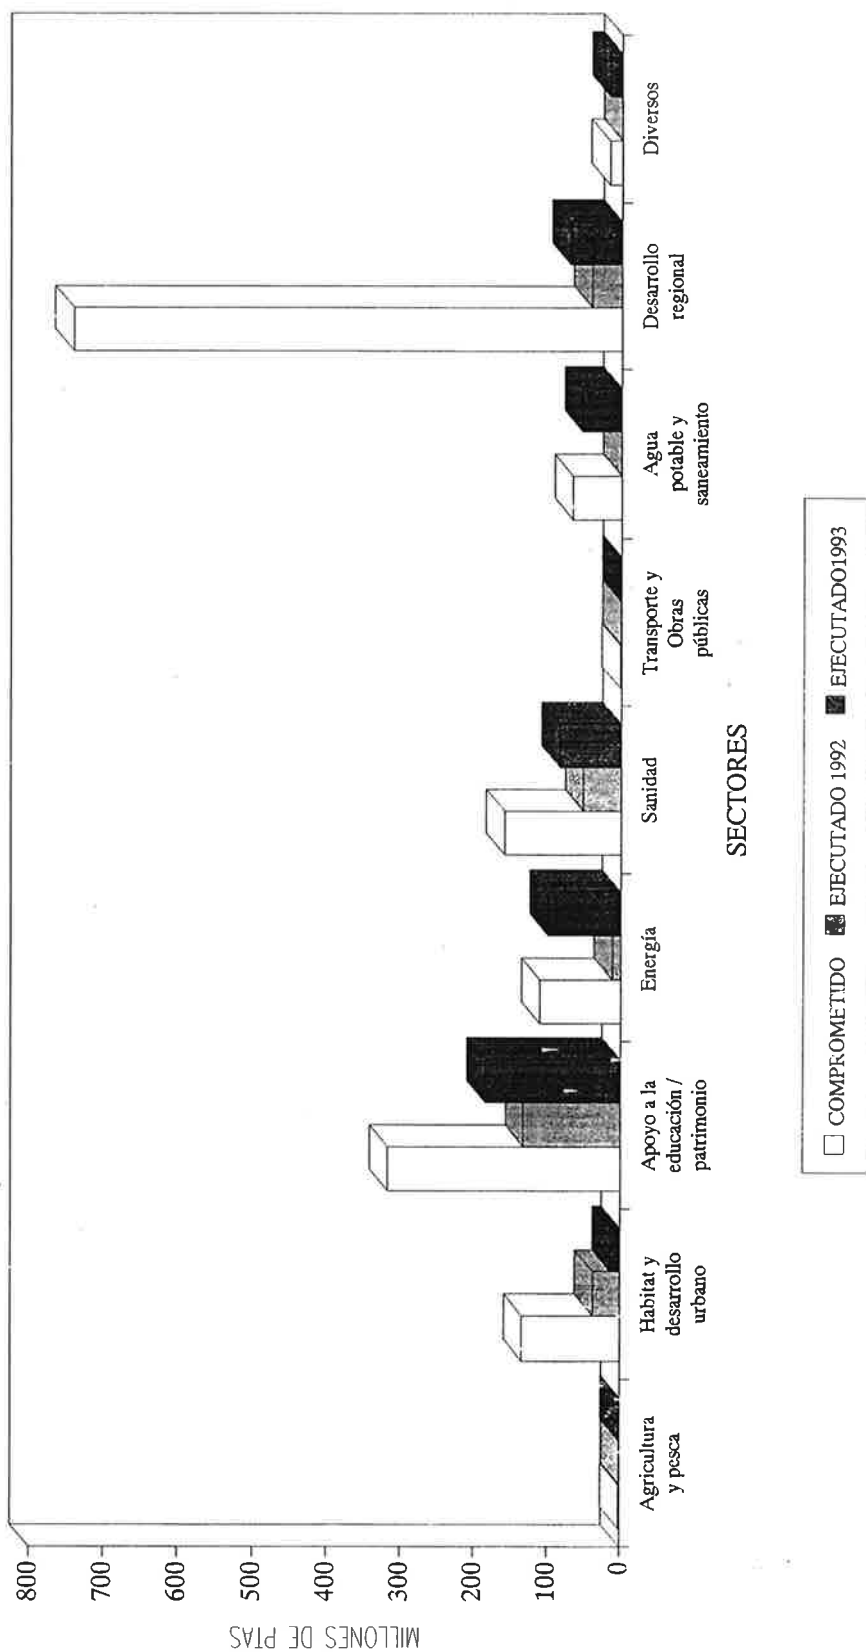 MILLONES DE PTAS
800
700
600
500
400
300
200
100
0
Agricultura
y pesca
Habitat y
desarrollo
urbano
Apoyo a la
educación /
patrimonio
Energía
Sanidad
Transporte y
Obras
públicas
Agua
potable y
saneamiento
Desarrollo
regional
Diversos
SECTORES
COMPROMETIDO EJECUTADO 1992 EJECUTADO1993